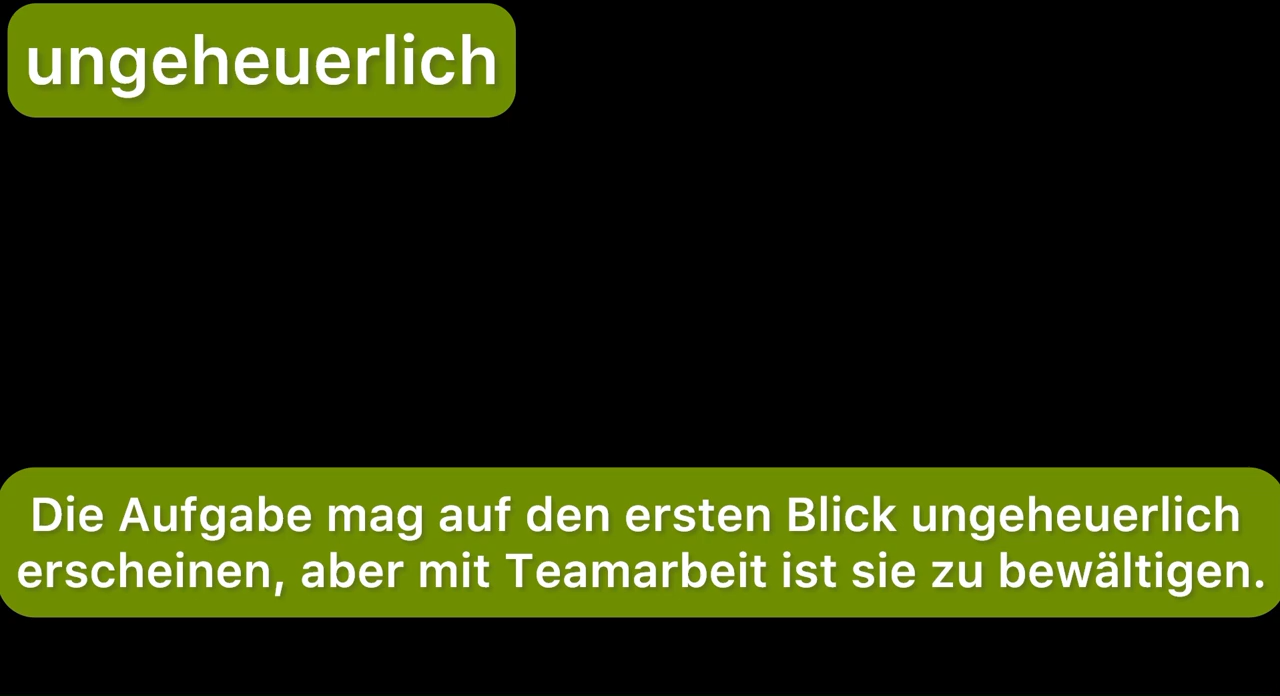 ungeheuerlich
Die Aufgabe mag auf den ersten Blick ungeheuerlich
erscheinen, aber mit Teamarbeit ist sie zu bewältigen.